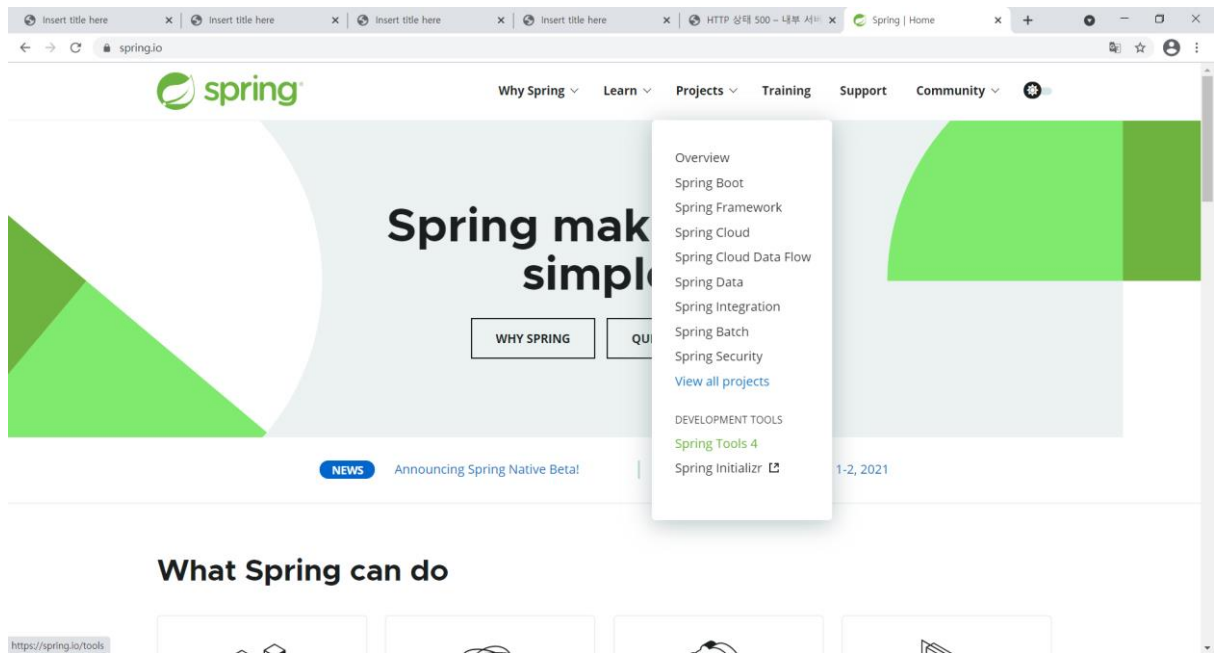 Insert title here
Insert title here
Insert title here
Insert title here
HTTP 상태 500 – 내부 서버
Spring | Home
spring.io
spring
Why Spring
Learn
Projects
Training
Support
Community
Overview
Spring Boot
Spring Framework
Spring Cloud
Spring Cloud Data Flow
Spring Data
Spring Integration
Spring Batch
Spring Security
View all projects
DEVELOPMENT TOOLS
Spring Tools 4
Spring Initializr
Spring mak
simpl
WHY SPRING
QU
NEWS
Announcing Spring Native Beta!
1-2, 2021
What Spring can do
https://spring.io/tools